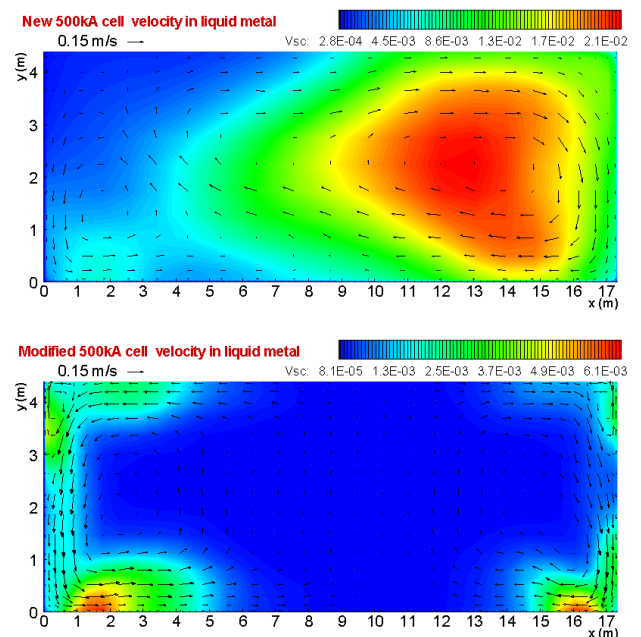 New 500kA cell velocity in liquid metal
Vsc: 2.8E-04 4.5E-03 8.6E-03 1.3E-02 1.7E-02 2.1E-02
0.15 m/s
y (m)
4
3
2
1
0
0 1 2 3 4 5 6 7 8 9 10 11 12 13 14 15 16 17
x (m)
Modified 500kA cell velocity in liquid metal
Vsc: 8.1E-05 1.3E-03 2.5E-03 3.7E-03 4.9E-03 6.1E-03
0.15 m/s
y (m)
4
3
2
1
0
0 1 2 3 4 5 6 7 8 9 10 11 12 13 14 15 16 17
x (m)